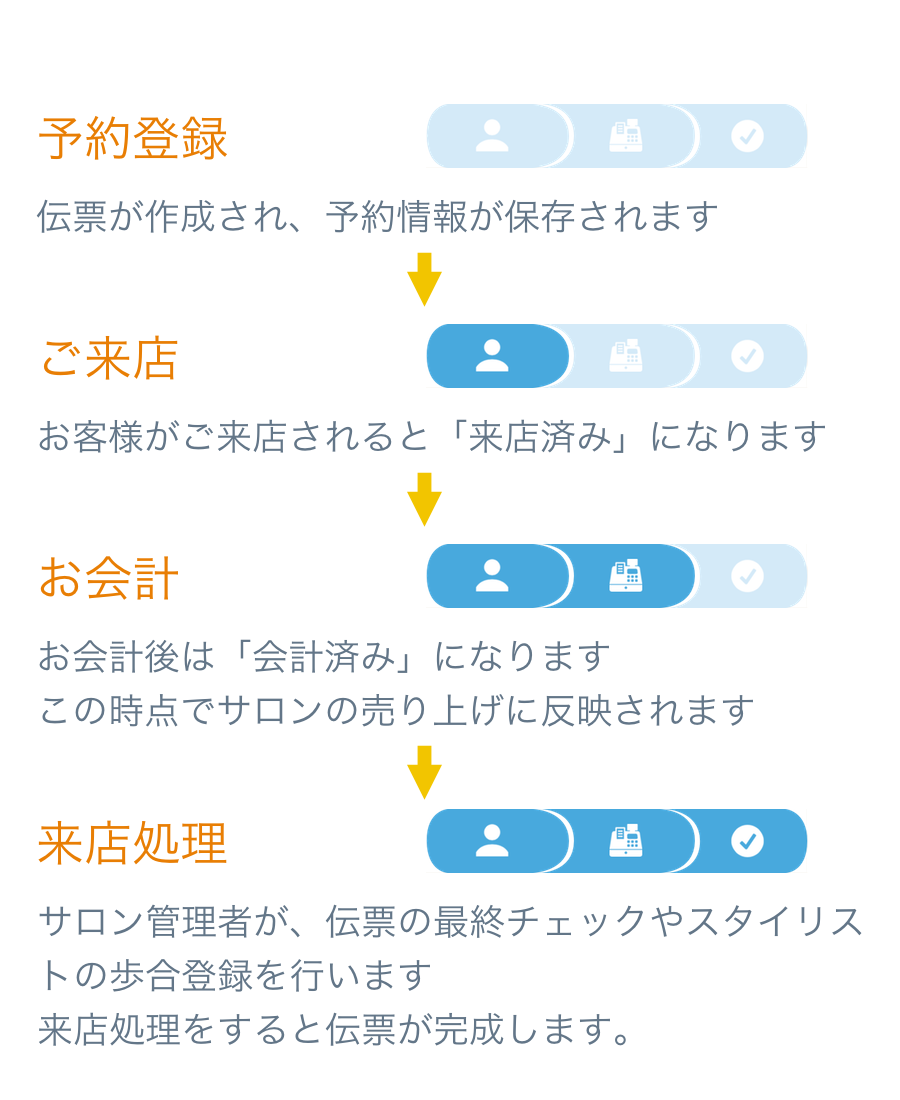 予約登録
伝票が作成され、予約情報が保存されます
ご来店
お客様がご来店されると「来店済み」になります
お会計
お会計後は「会計済み」になります
この時点でサロンの売り上げに反映されます
来店処理
サロン管理者が、伝票の最終チェックやスタイリス
トの歩合登録を行います
来店処理をすると伝票が完成します。